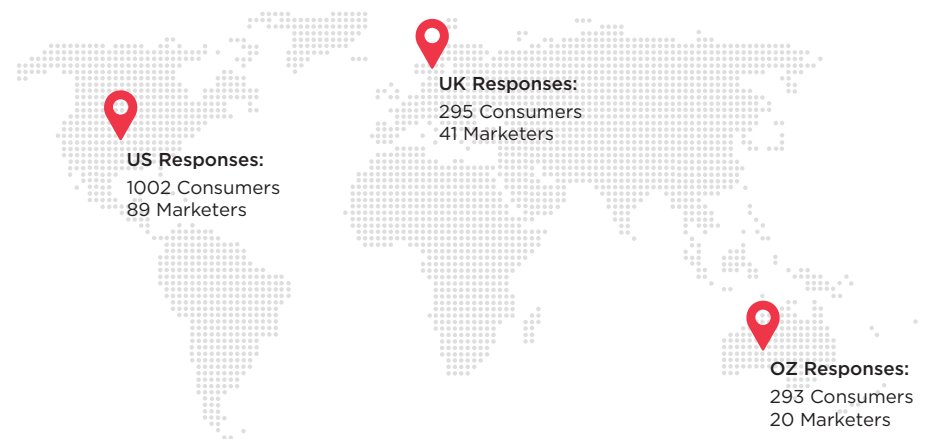 UK Responses:
295 Consumers
41 Marketers
US Responses:
1002 Consumers
89 Marketers
OZ Responses:
293 Consumers
20 Marketers